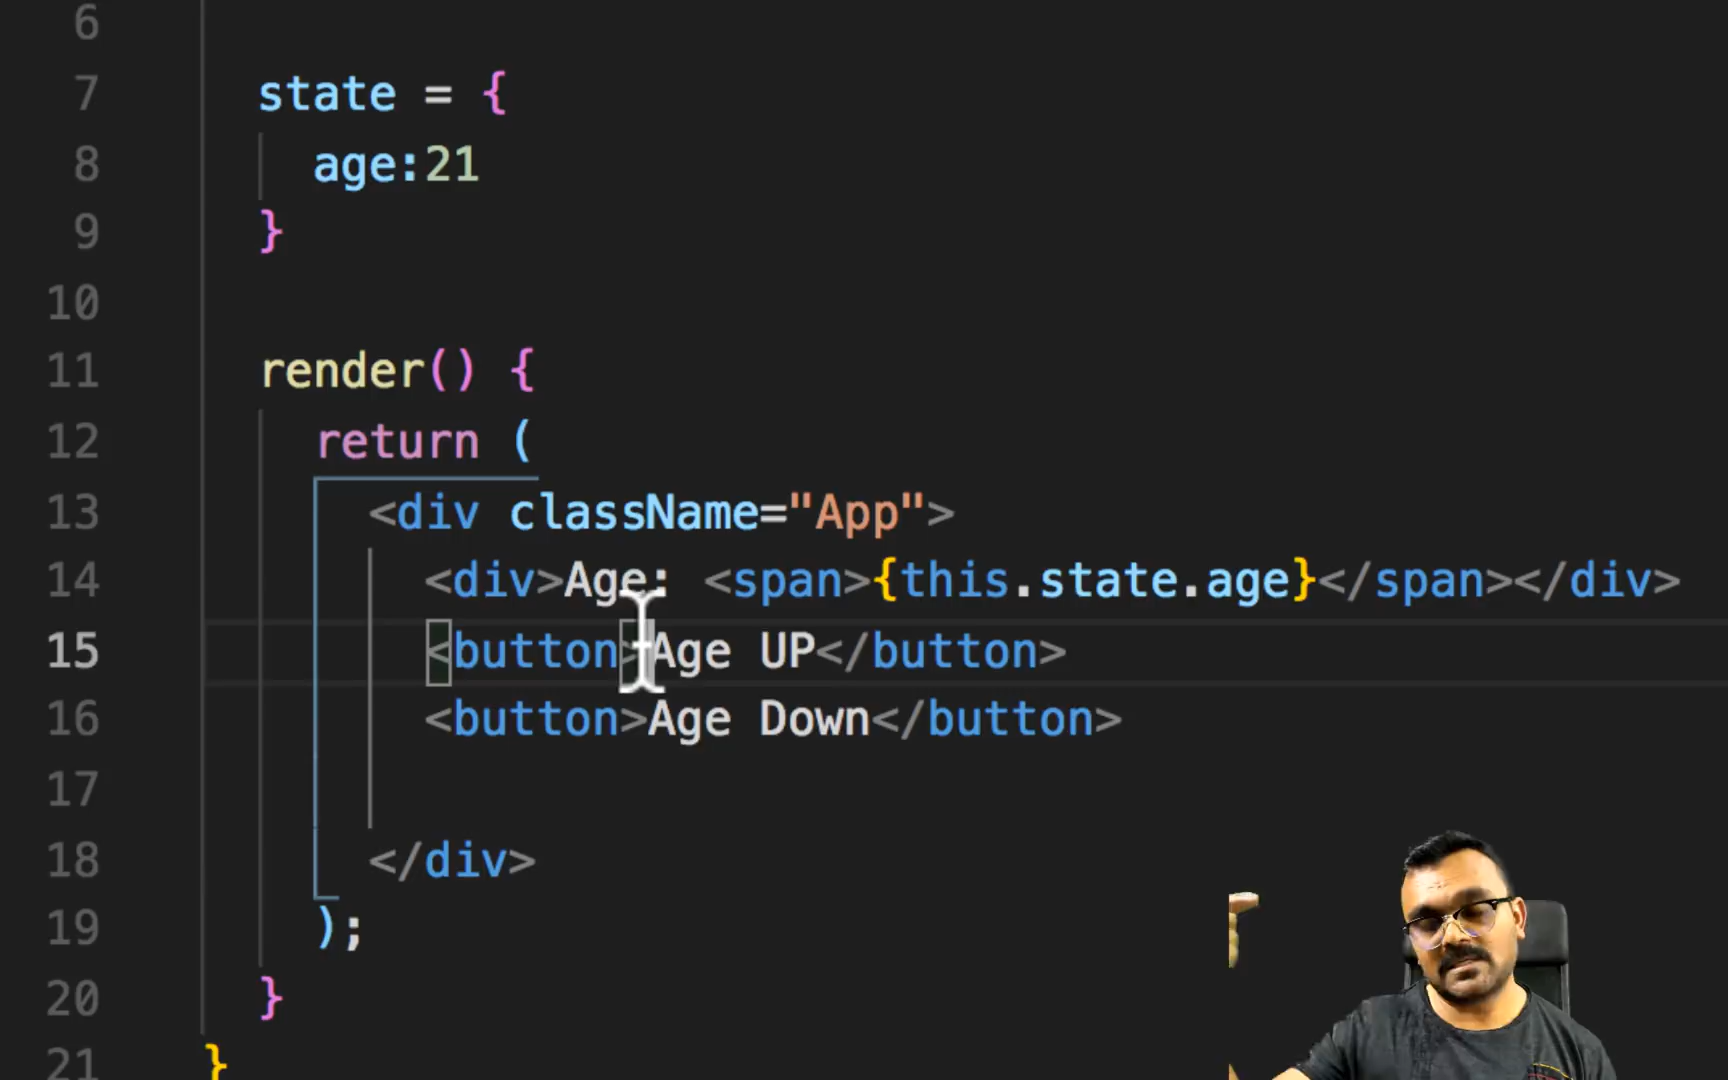 6
7 state = {
8 age:21
9 }
10
11 render() {
12 return (
13 <div className="App">
14 <div>Age: <span>{this.state.age}</span></div>
15 <button>Age UP</button>
16 <button>Age Down</button>
17
18 </div>
19 );
20 }
21 }